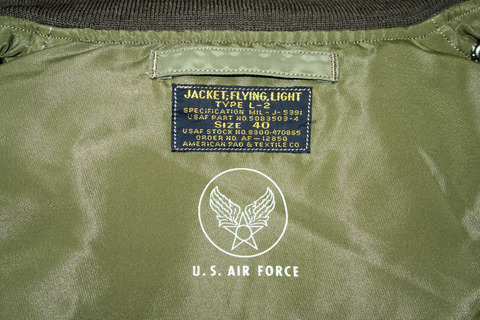 JACKET, FLYING, LIGHT
TYPE L-2
SPECIFICATION MIL-J-5391
USAF PART NO. 50B3503-4
SIZE 40
USAF STOCK NO. 8300-470865
ORDER NO. AF-12850
AMERICAN PAD & TEXTILE CO.
U.S. AIR FORCE